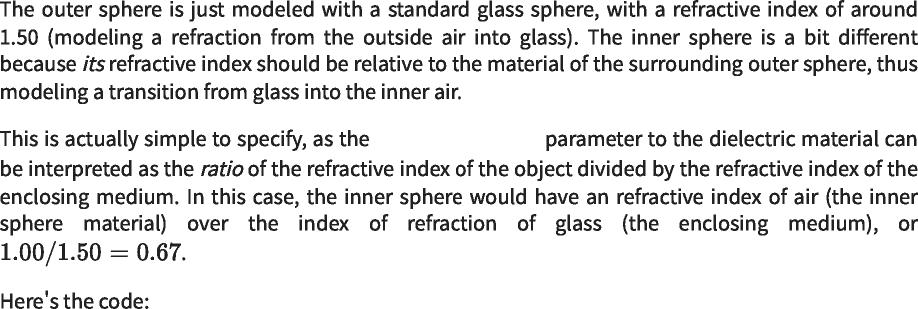 The outer sphere is just modeled with a standard glass sphere, with a refractive index of around
1.50 (modeling a refraction from the outside air into glass). The inner sphere is a bit different
because its refractive index should be relative to the material of the surrounding outer sphere, thus
modeling a transition from glass into the inner air.
This is actually simple to specify, as the parameter to the dielectric material can
be interpreted as the ratio of the refractive index of the object divided by the refractive index of the
enclosing medium. In this case, the inner sphere would have an refractive index of air (the inner
sphere material) over the index of refraction of glass (the enclosing medium), or
1.00/1.50 = 0.67.
Here's the code: